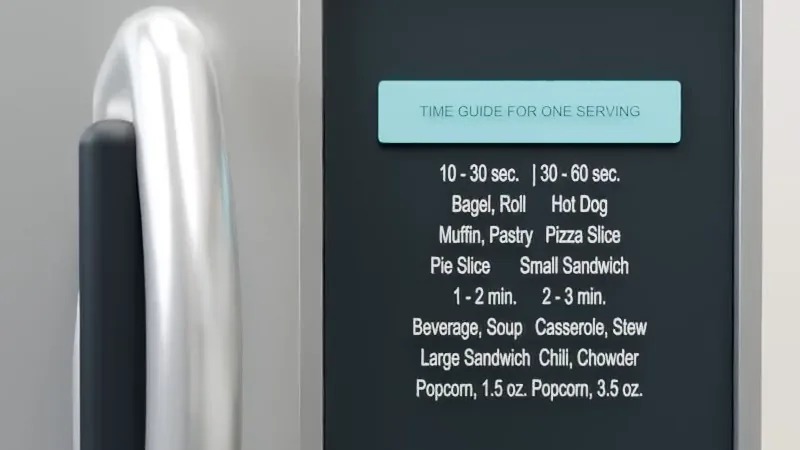 TIME GUIDE FOR ONE SERVING
10 - 30 sec. | 30 - 60 sec.
Bagel, Roll Hot Dog
Muffin, Pastry Pizza Slice
Pie Slice Small Sandwich
1 - 2 min. 2 - 3 min.
Beverage, Soup Casserole, Stew
Large Sandwich Chili, Chowder
Popcorn, 1.5 oz. Popcorn, 3.5 oz.